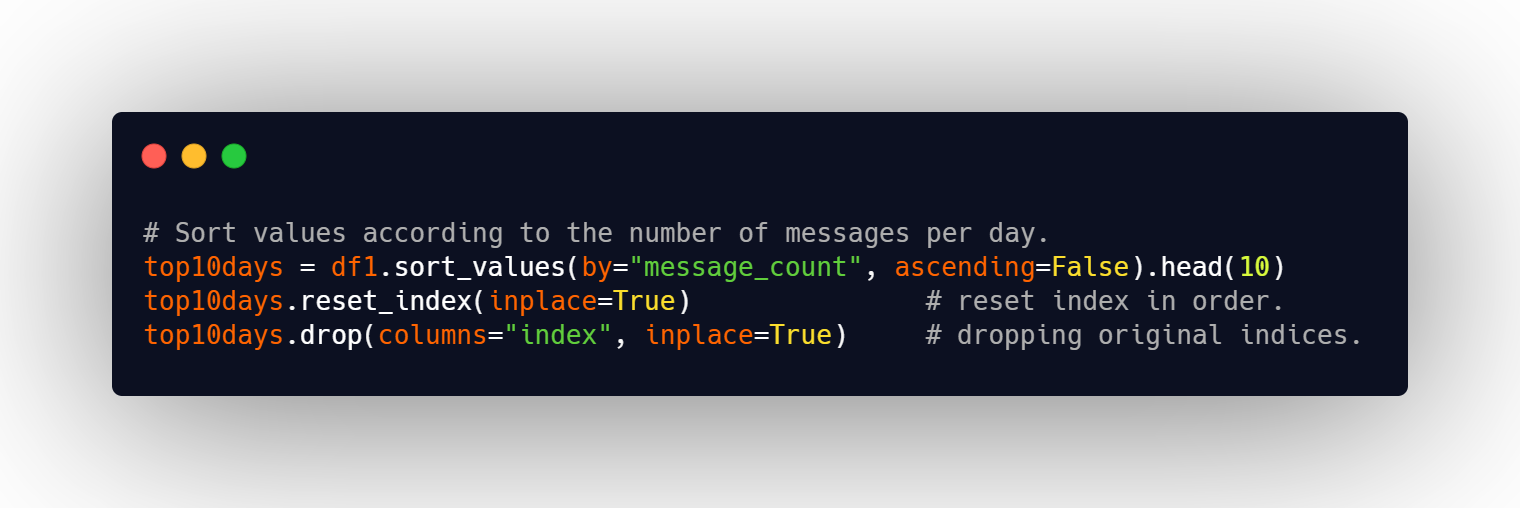 # Sort values according to the number of messages per day.
top10days = df1.sort_values(by="message_count", ascending=False).head(10)
top10days.reset_index(inplace=True)               # reset index in order.
top10days.drop(columns="index", inplace=True)     # dropping original indices.